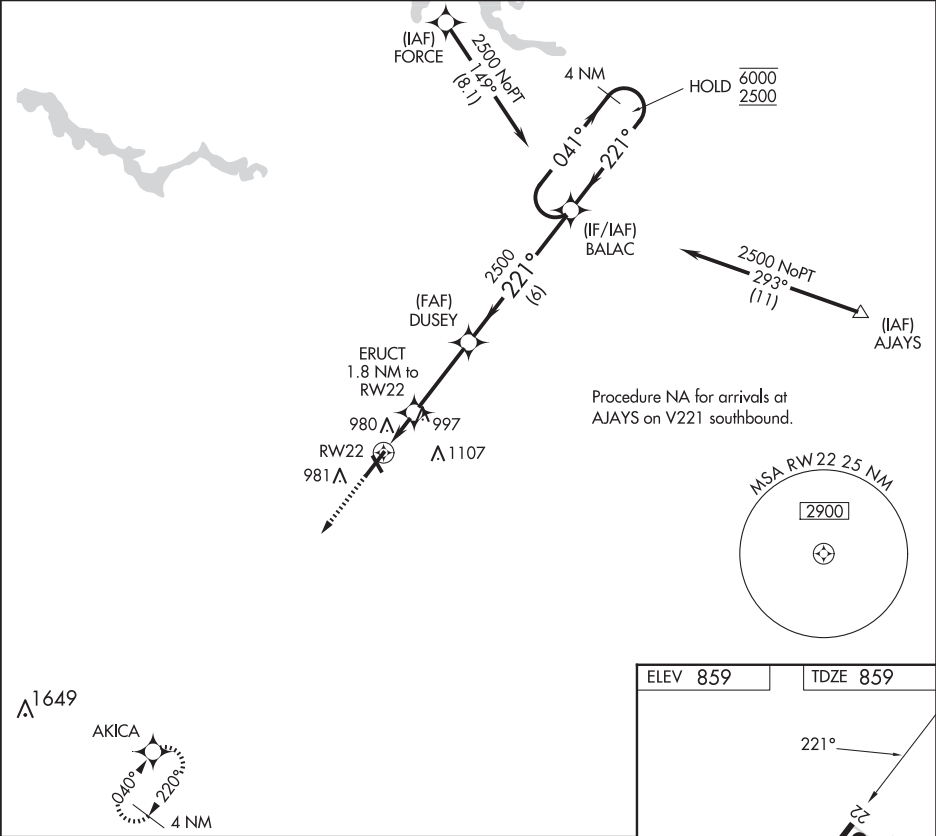 (IAF)
FORCE
2500 NoPT
149°
(8.1)
4 NM
HOLD 6000
2500
041°
221°
(IF/IAF)
BALAC
2500
221°
(6)
2500 NoPT
293°
(11)
(IAF)
AJAYS
(FAF)
DUSEY
ERUCT
1.8 NM to
RW22
Procedure NA for arrivals at
AJAYS on V221 southbound.
980
997
RW22
1107
981
MSA RW 22 25 NM
2900
ELEV 859
TDZE 859
221°
22
1649
AKICA
040°
220°
4 NM